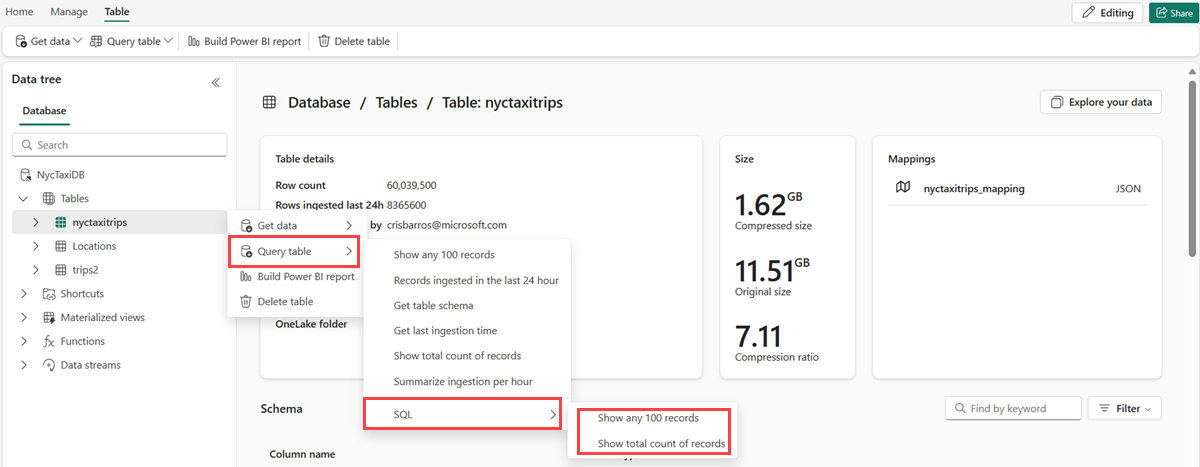 Home Manage Table Editing Share
Get data Query table Build Power BI report Delete table
Data tree
Database
Search
NycTaxiDB
Tables
nyctaxitrips
Locations
trips2
Shortcuts
Materialized views
Functions
Data streams
Database / Tables / Table: nyctaxitrips
Explore your data
Table details
Row count 60,039,500
Rows ingested last 24h 8365600
by crisbarros@microsoft.com
OneLake folder
Get data
Query table
Build Power BI report
Delete table
Show any 100 records
Records ingested in the last 24 hour
Get table schema
Get last ingestion time
Show total count of records
Summarize ingestion per hour
SQL
Show any 100 records
Show total count of records
Size
1.62 GB
Compressed size
11.51 GB
Original size
7.11
Compression ratio
Mappings
nyctaxitrips_mapping JSON
Schema
Find by keyword
Filter
Column name